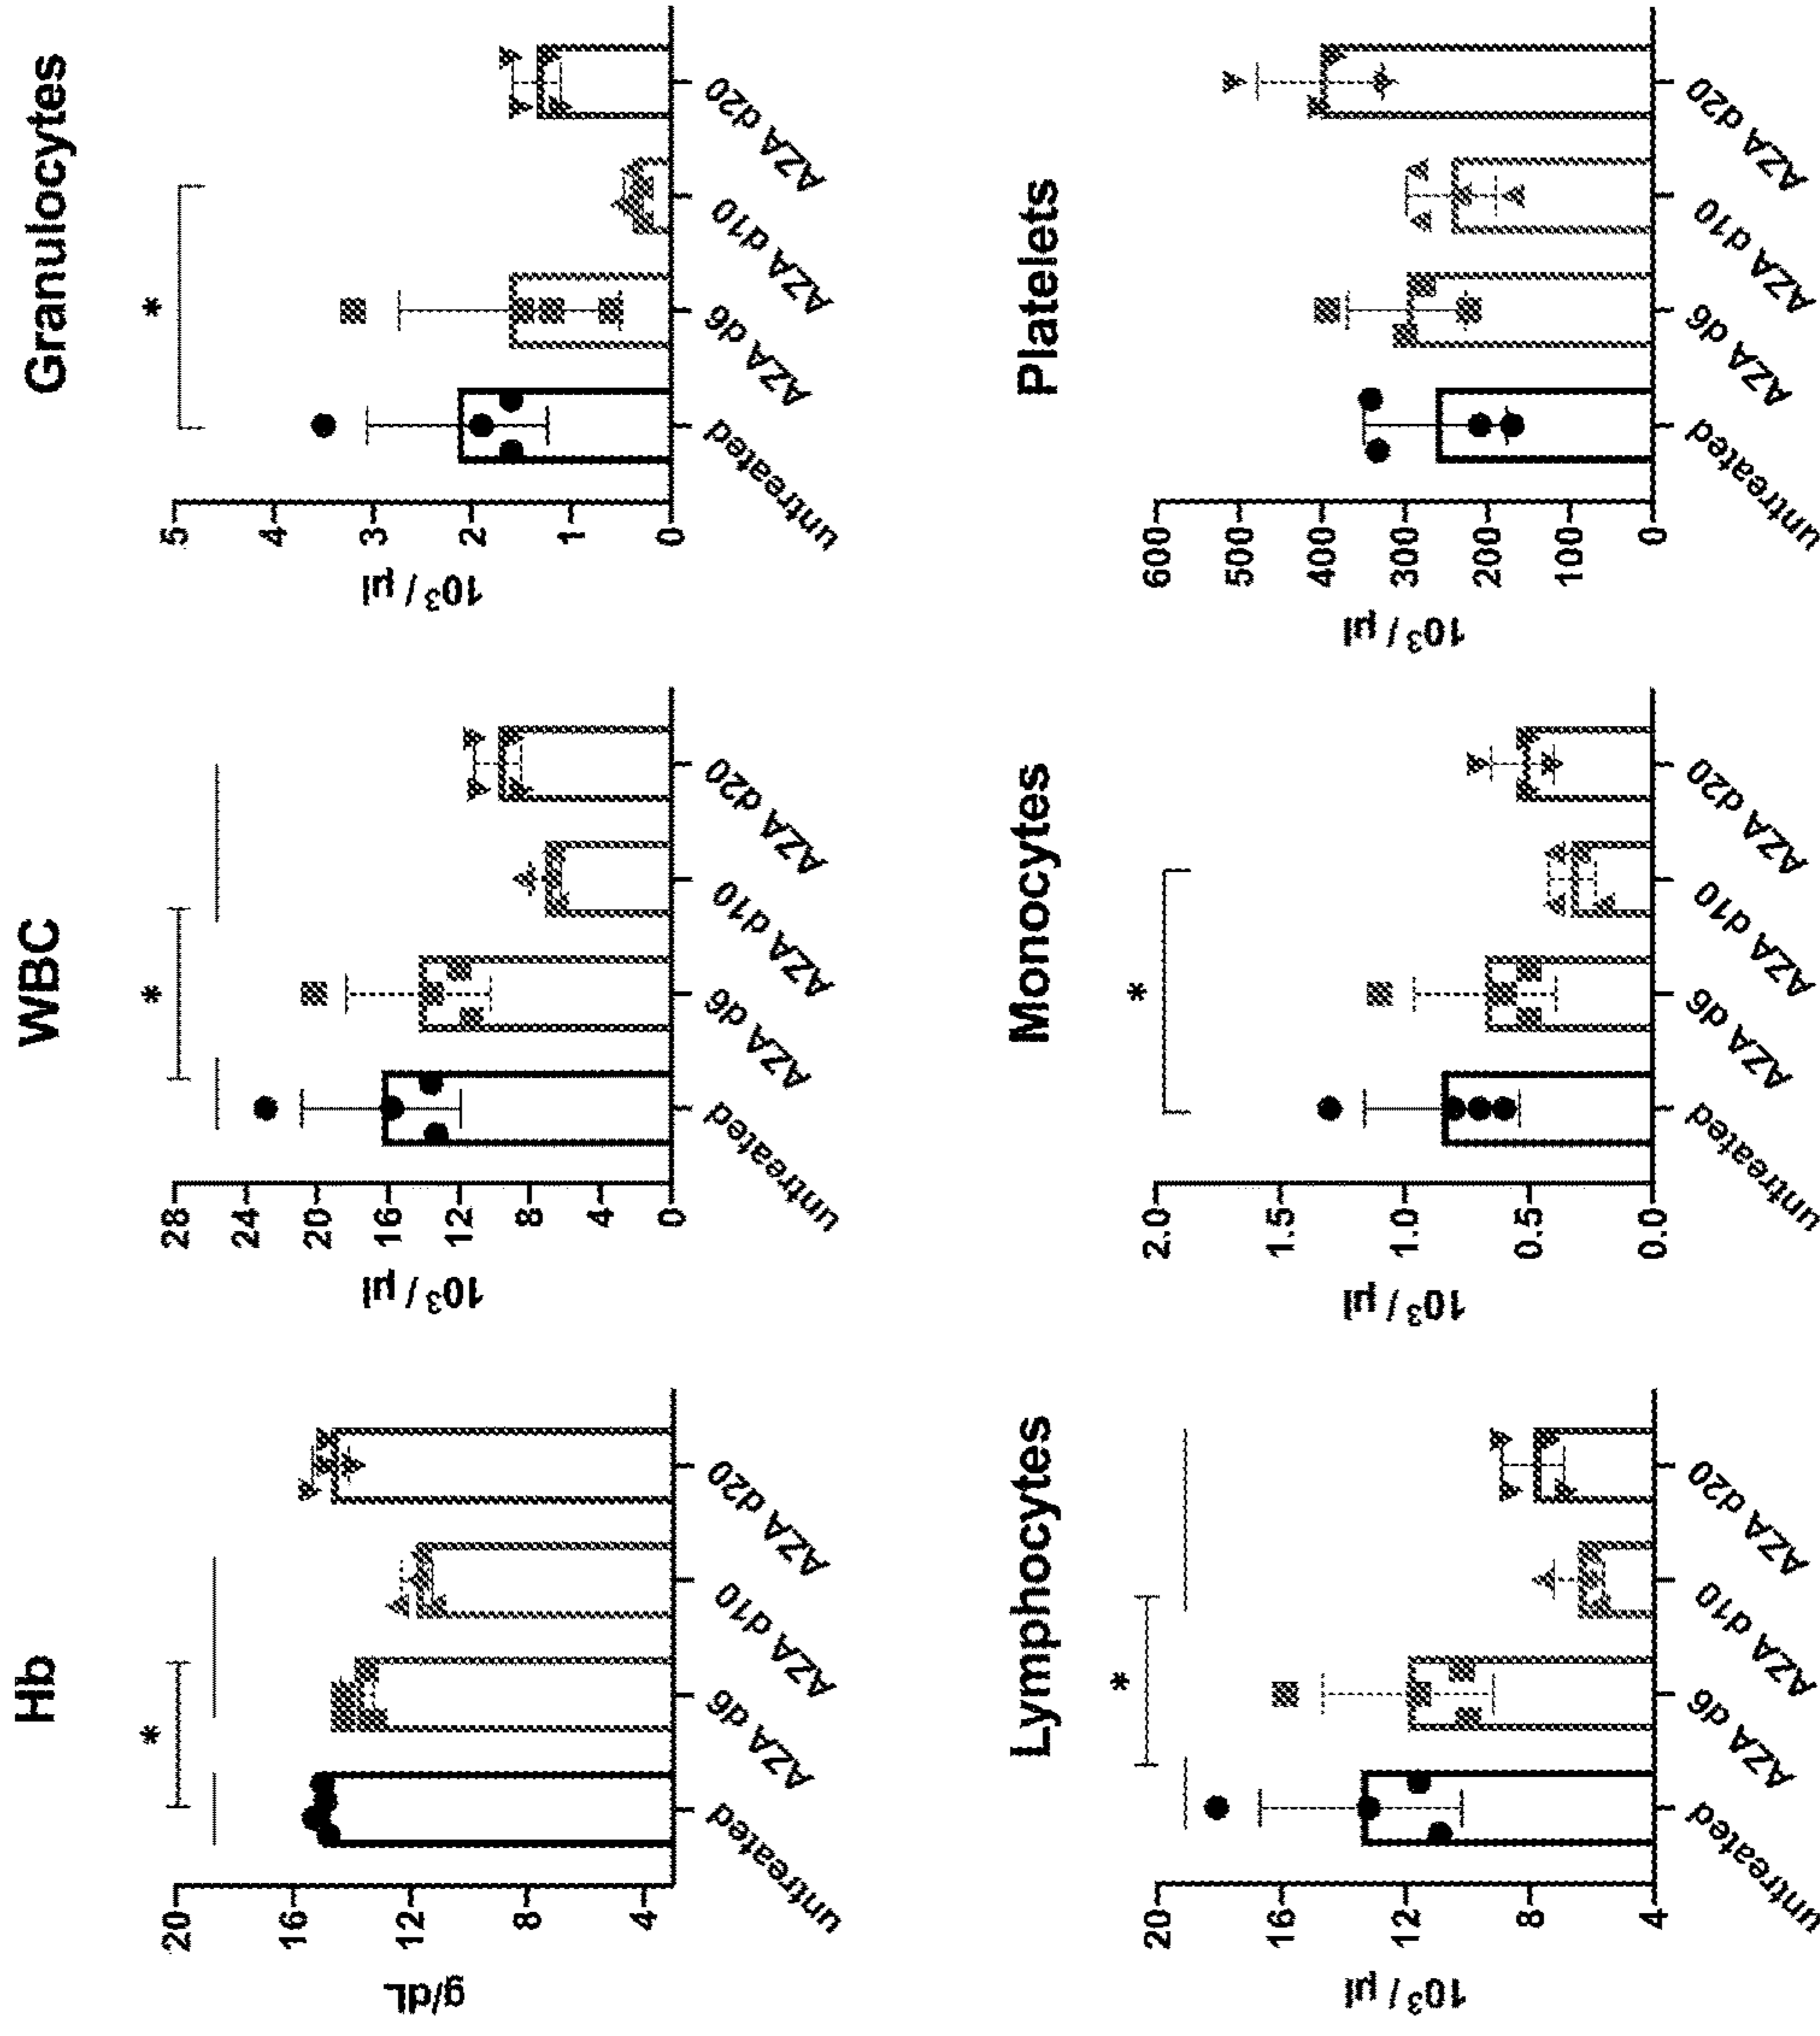 Hb
*
g/dL
20
16
12
8
4
untreated
AZA d6
AZA d10
AZA d20
WBC
*
10³/ µl
28
24
20
16
12
8
4
0
untreated
AZA d6
AZA d10
AZA d20
Granulocytes
*
10³/ µl
5
4
3
2
1
0
untreated
AZA d6
AZA d10
AZA d20
Lymphocytes
*
10³/ µl
20
16
12
8
4
untreated
AZA d6
AZA d10
AZA d20
Monocytes
*
10³/ µl
2.0
1.5
1.0
0.5
0.0
untreated
AZA d6
AZA d10
AZA d20
Platelets
10³/ µl
600
500
400
300
200
100
0
untreated
AZA d6
AZA d10
AZA d20